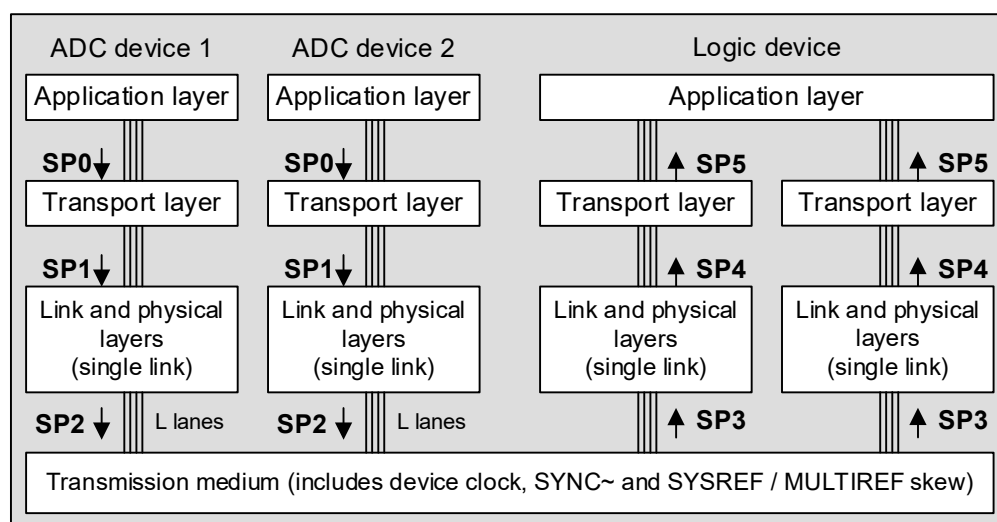 ADC device 1
ADC device 2
Logic device
Application layer
Application layer
Application layer
SP0
SP0
SP5
SP5
Transport layer
Transport layer
Transport layer
Transport layer
SP1
SP1
SP4
SP4
Link and physical
layers
(single link)
Link and physical
layers
(single link)
Link and physical
layers
(single link)
Link and physical
layers
(single link)
SP2
L lanes
SP2
L lanes
SP3
SP3
Transmission medium (includes device clock, SYNC~ and SYSREF / MULTIREF skew)